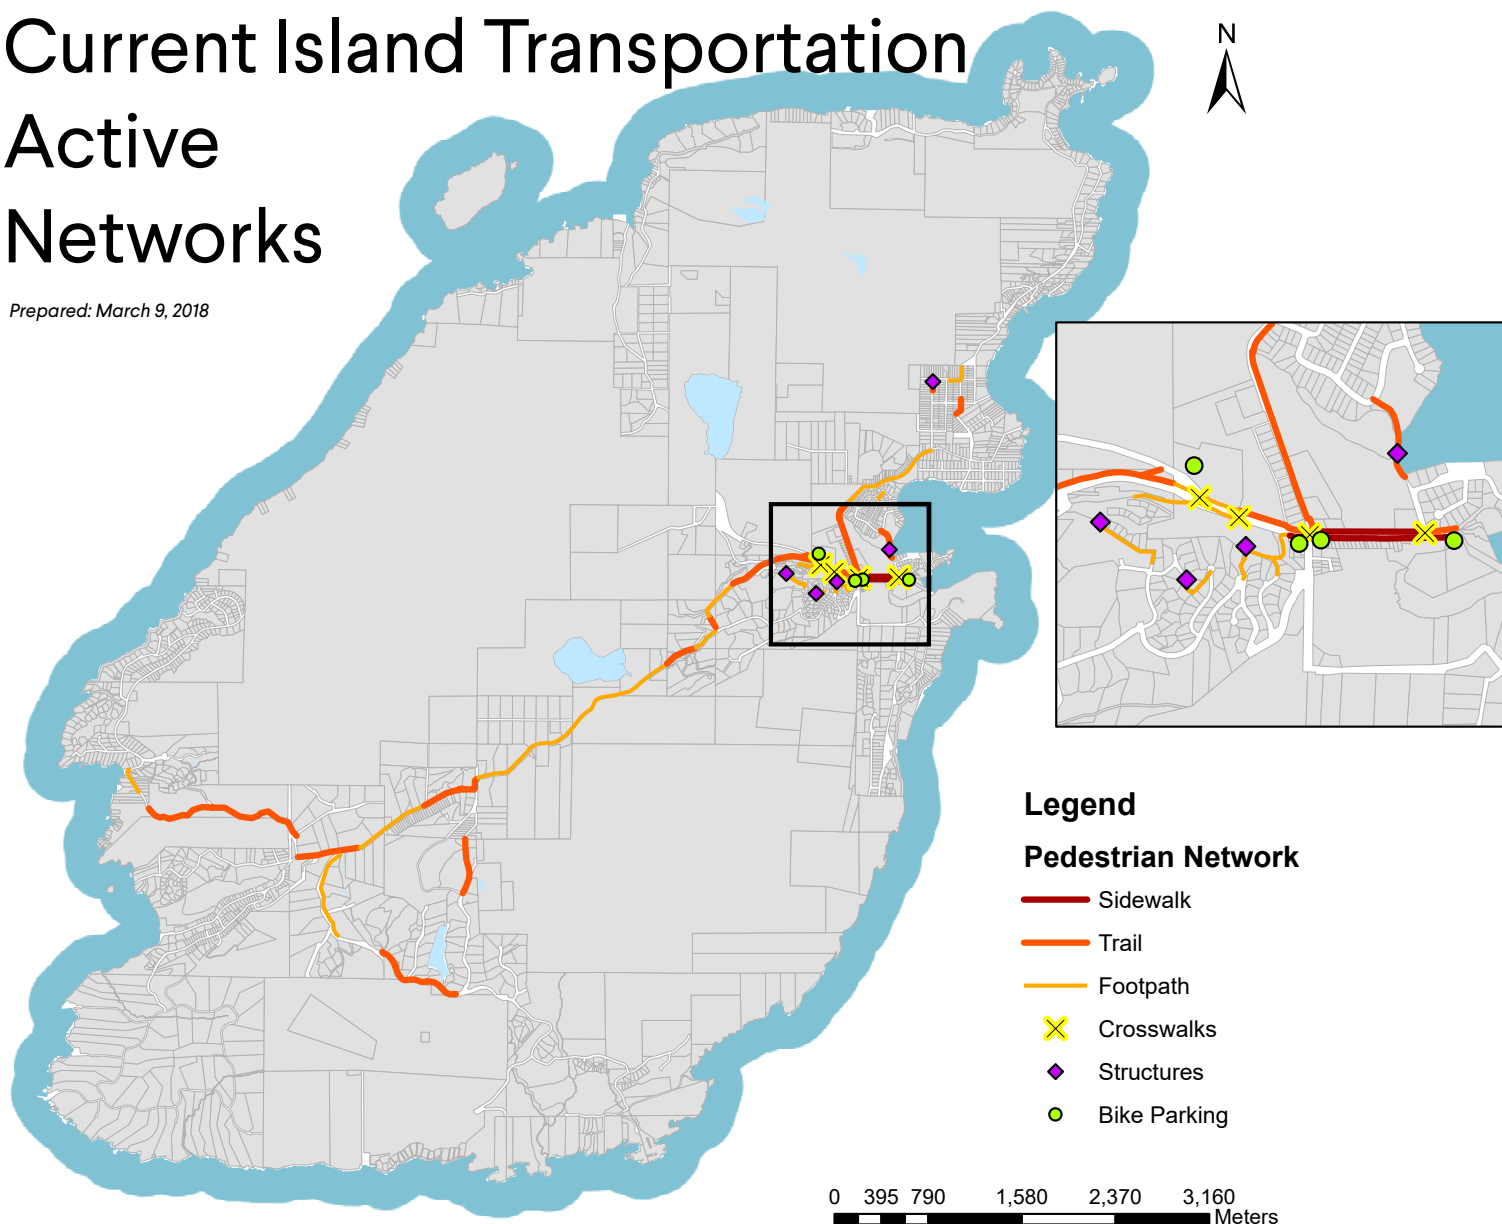 Current Island Transportation
Active
Networks
Prepared: March 9, 2018
N
Legend
Pedestrian Network
Sidewalk
Trail
Footpath
Crosswalks
Structures
Bike Parking
0 395 790 1,580 2,370 3,160
Meters